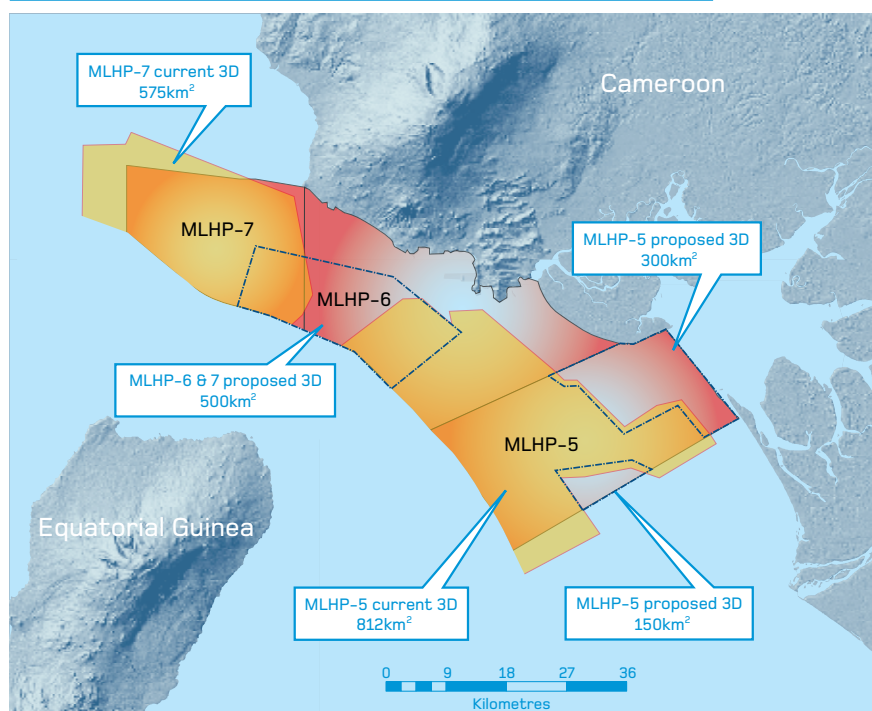 MLHP-7 current 3D
575km²
Cameroon
MLHP-7
MLHP-5 proposed 3D
300km²
MLHP-6
MLHP-6 & 7 proposed 3D
500km²
MLHP-5
Equatorial Guinea
MLHP-5 current 3D
812km²
MLHP-5 proposed 3D
150km²
0 9 18 27 36
Kilometres